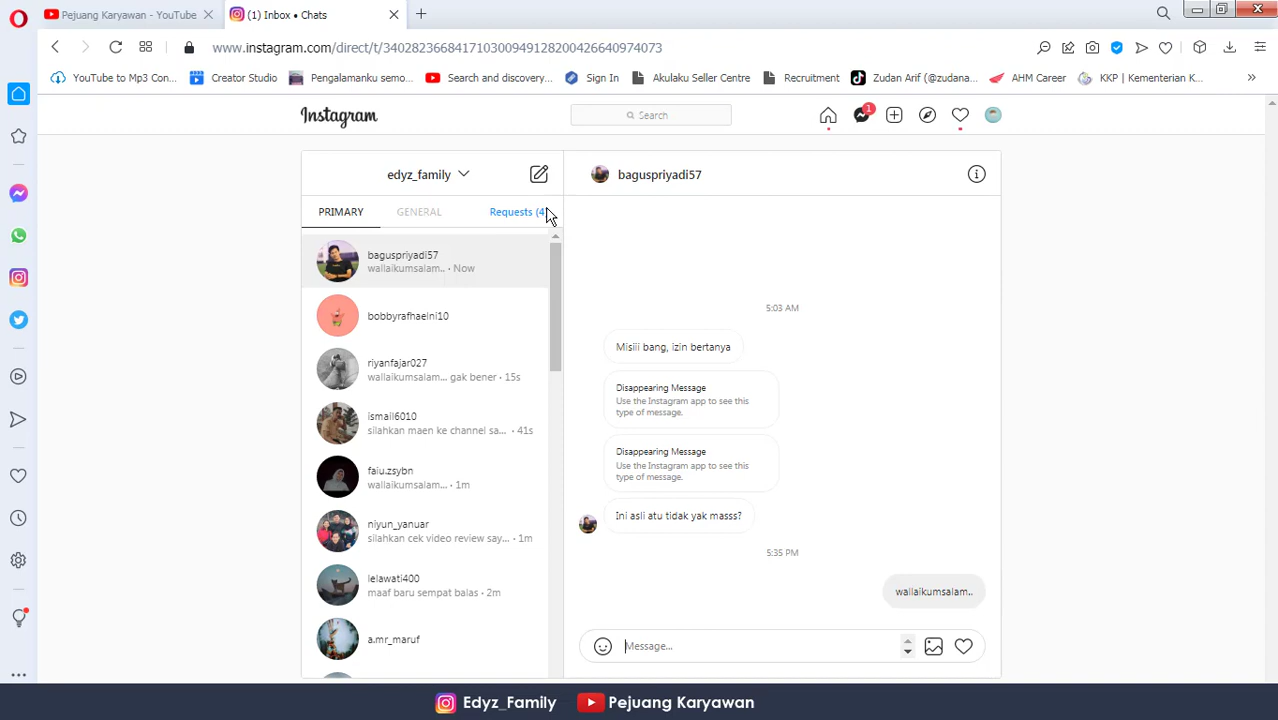 Pejuang Karyawan - YouTube
(1) Inbox • Chats
www.instagram.com/direct/t/340282366841710300949128200426640974073
YouTube to Mp3 Con...
Creator Studio
Pengalamanku semo...
Search and discovery...
Sign In
Akulaku Seller Centre
Recruitment
Zudan Arif (@zudana...
AHM Career
KKP | Kementerian K...
Instagram
Search
1
edyz_family
baguspriyadi57
PRIMARY
GENERAL
Requests (4)
baguspriyadi57
wallaikumsalam.. • Now
bobbyrafhaeini10
riyanfajar027
wallaikumsalam... gak bener • 15s
ismail6010
silahkan maen ke channel sa... • 41s
faiu.zsybn
wallaikumsalam... • 1m
niyun_yanuar
silahkan cek video review say... • 1m
lelawati400
maaf baru sempat balas • 2m
a.mr_maruf
5:03 AM
Misiii bang, izin bertanya
Disappearing Message
Use the Instagram app to see this
type of message.
Disappearing Message
Use the Instagram app to see this
type of message.
Ini asli atu tidak yak masss?
5:35 PM
wallaikumsalam..
Message...
Edyz_Family
Pejuang Karyawan